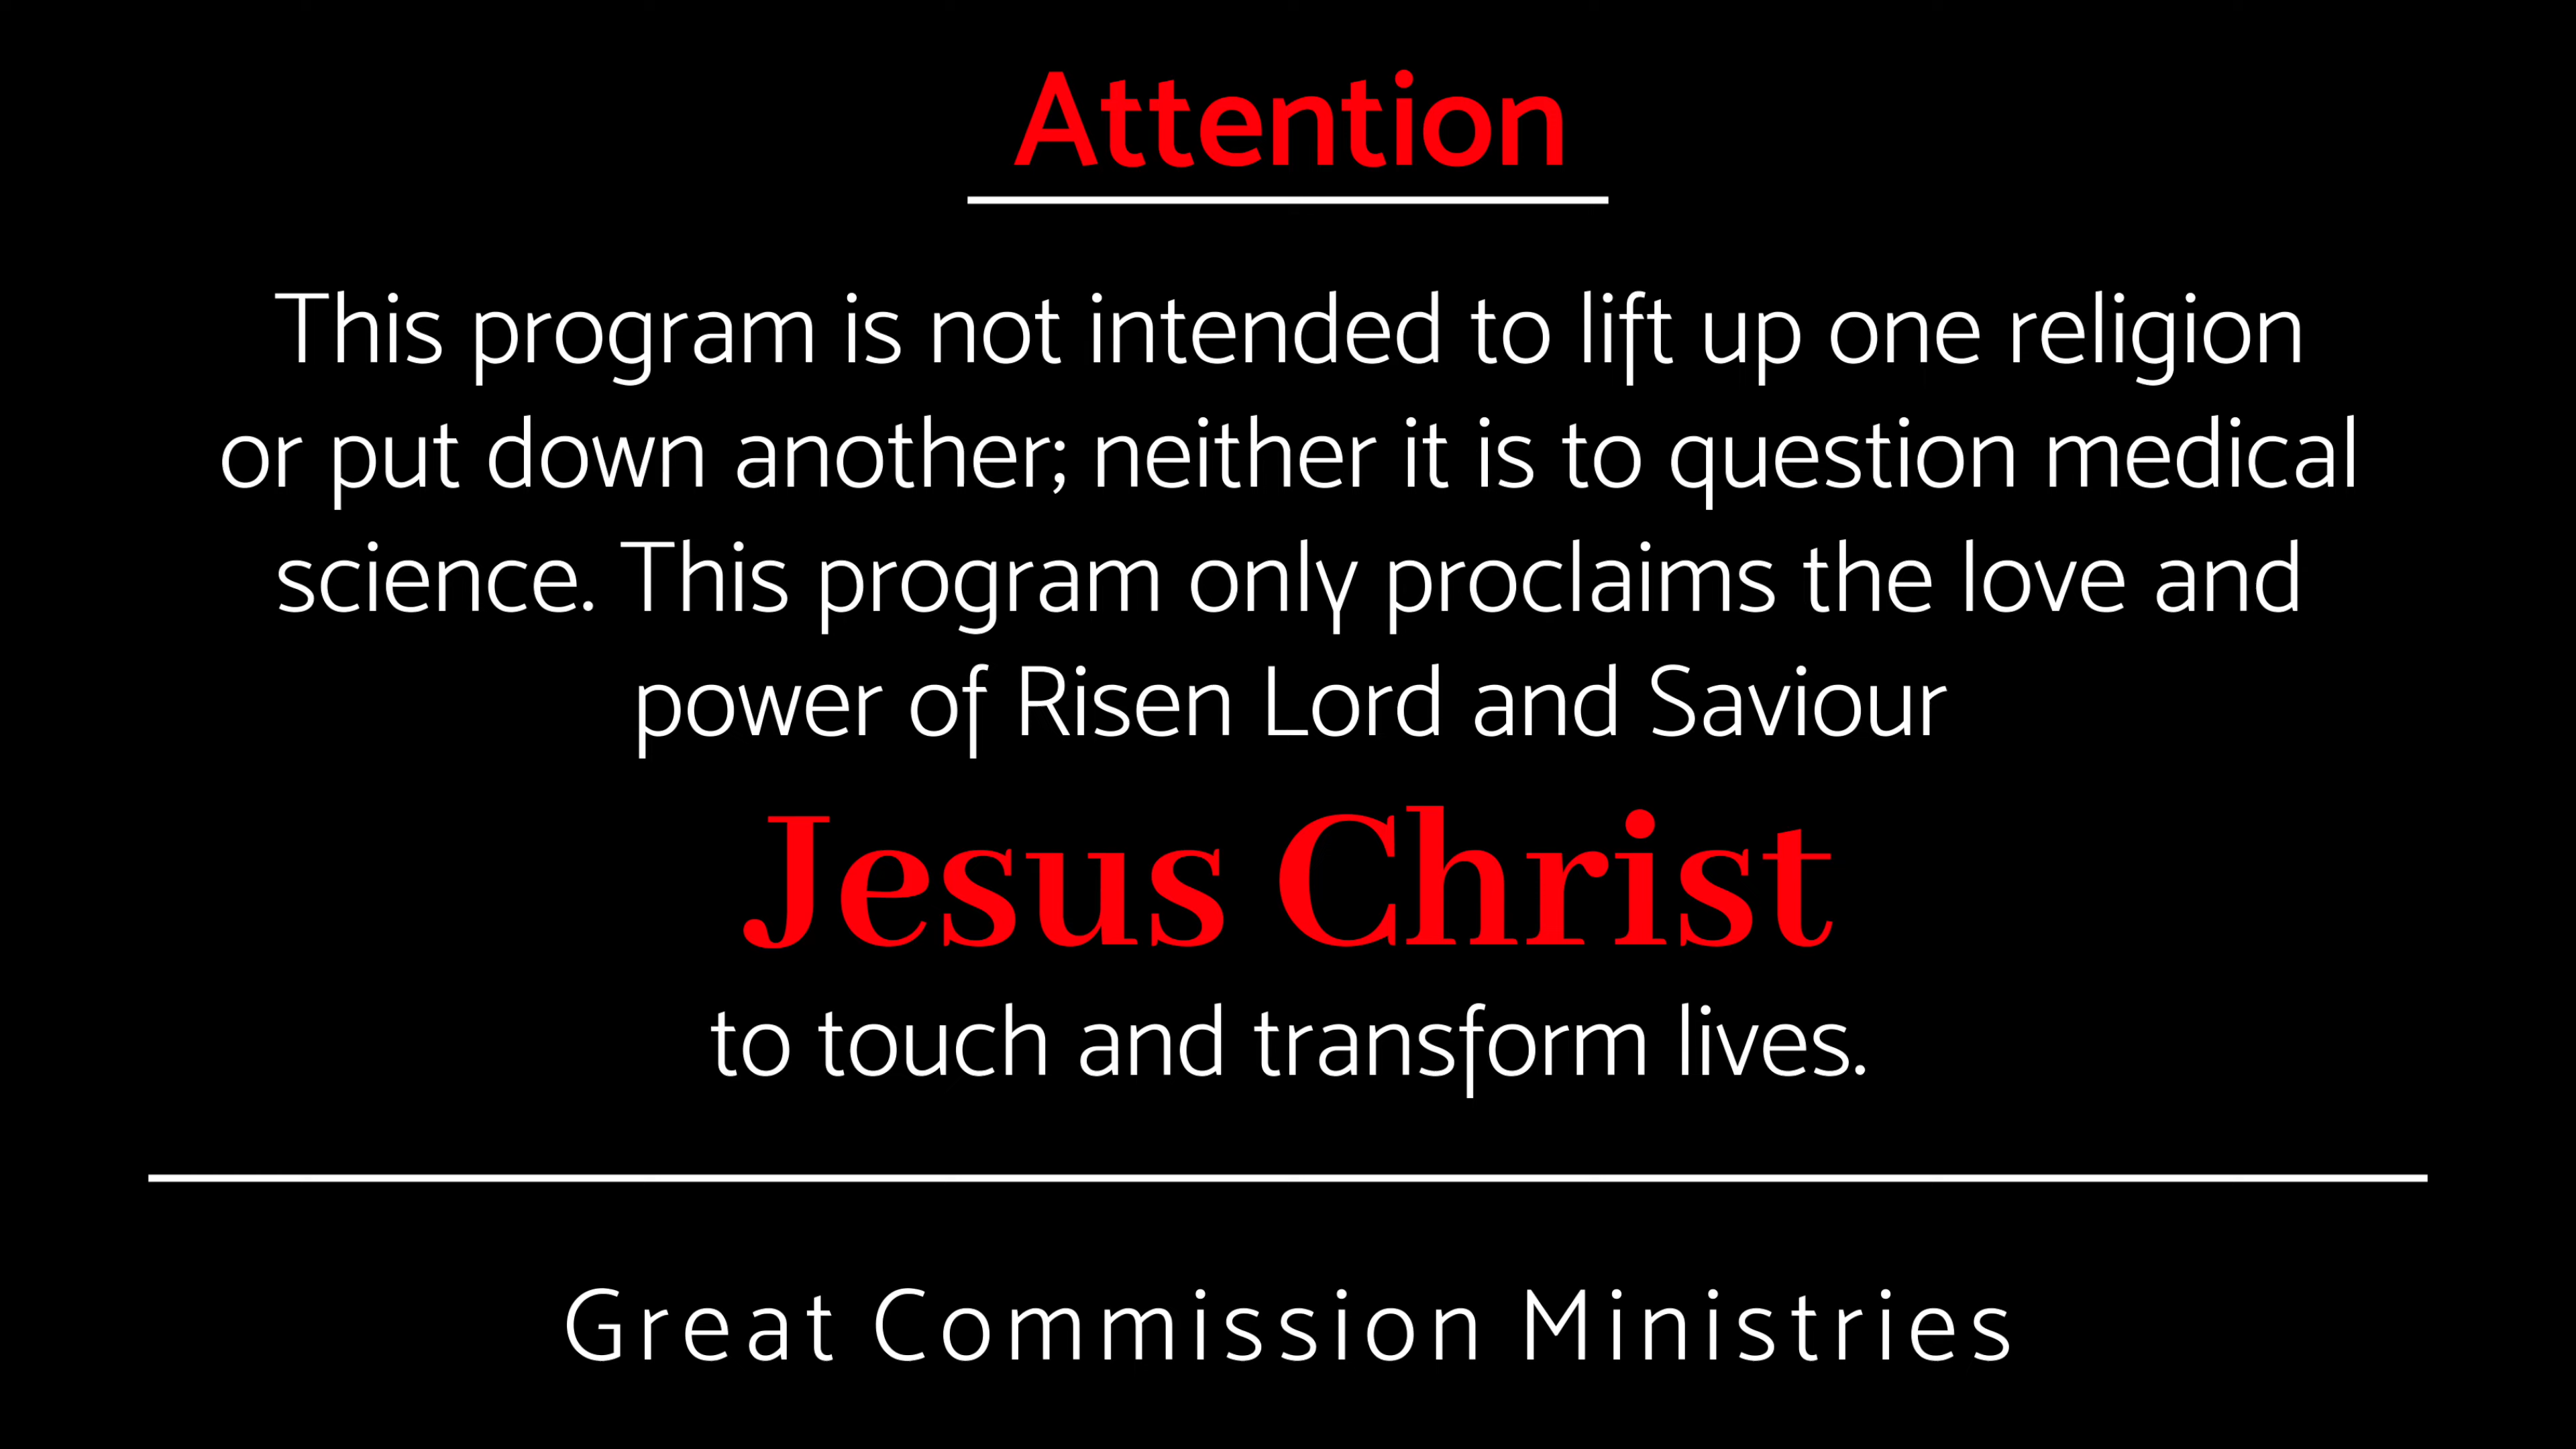 Attention
This program is not intended to lift up one religion
or put down another; neither it is to question medical
science. This program only proclaims the love and
power of Risen Lord and Saviour
Jesus Christ
to touch and transform lives.
Great Commission Ministries